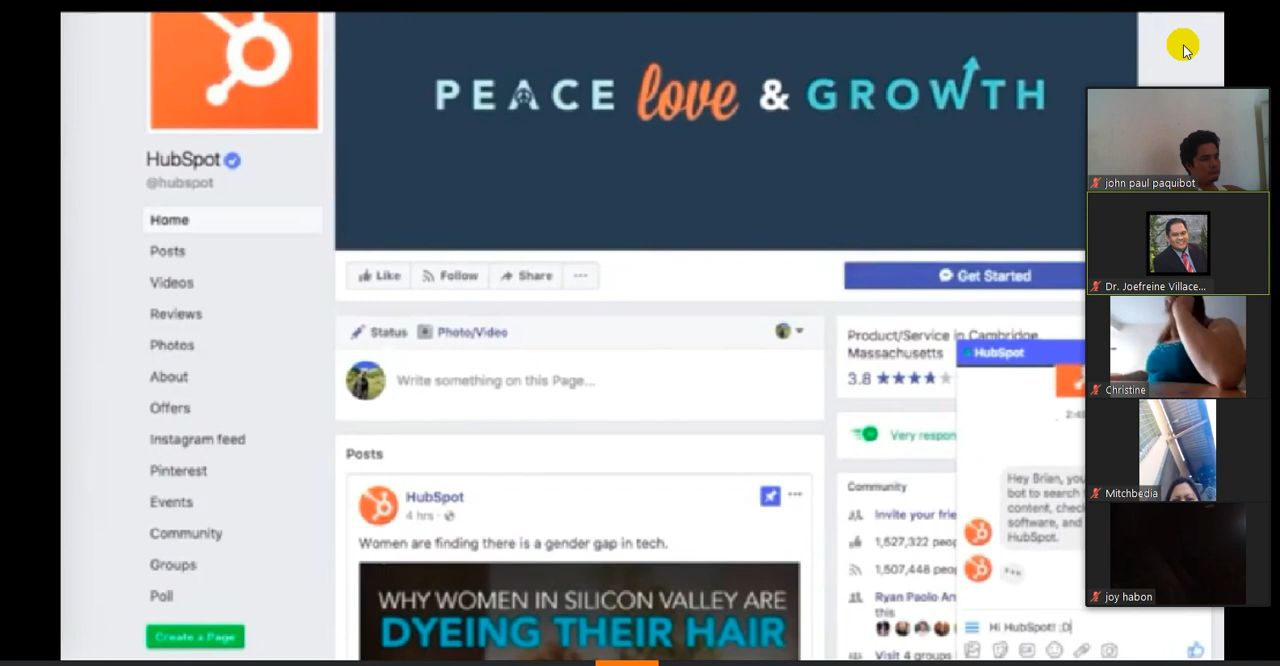 PEACE love & GROWTH
HubSpot
@hubspot
Home
Posts
Videos
Reviews
Photos
About
Offers
Instagram feed
Pinterest
Events
Community
Groups
Poll
Create a Page
Like
Follow
Share
Get Started
Status
Photo/Video
Write something on this Page...
Posts
HubSpot
4 hrs
Women are finding there is a gender gap in tech.
WHY WOMEN IN SILICON VALLEY ARE
DYEING THEIR HAIR
Product/Service in Cambridge
Massachusetts
3.8
Very respon
Community
Invite your frie
1,527,322 peop
1,507,448 peop
Ryan Paolo An
this
Visit 4 groups
HubSpot
Hey Brian, you
bot to search
content, chec
software, and
HubSpot.
Hi HubSpot! :D
john paul paquibot
Dr. Joefreine Villace...
Christine
Mitchbedia
joy habon